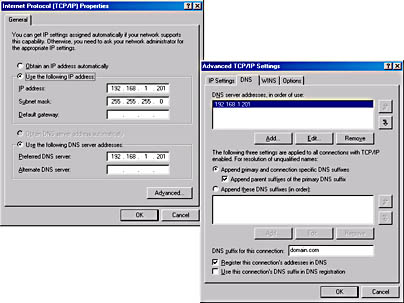 Internet Protocol (TCP/IP) Properties
General
You can get IP settings assigned automatically if your network supports
this capability. Otherwise, you need to ask your network administrator for
the appropriate IP settings.
Obtain an IP address automatically
Use the following IP address:
IP address: 192 . 168 . 1 . 201
Subnet mask: 255 . 255 . 255 . 0
Default gateway:
Obtain DNS server address automatically
Use the following DNS server addresses:
Preferred DNS server: 192 . 168 . 1 . 201
Alternate DNS server:
Advanced...
OK Cancel
Advanced TCP/IP Settings
IP Settings DNS WINS Options
DNS server addresses, in order of use:
192.168.1.201
Add... Edit... Remove
The following three settings are applied to all connections with TCP/IP
enabled. For resolution of unqualified names:
Append primary and connection specific DNS suffixes
Append parent suffixes of the primary DNS suffix
Append these DNS suffixes (in order):
Add... Edit... Remove
DNS suffix for this connection: domain.com
Register this connection's addresses in DNS
Use this connection's DNS suffix in DNS registration
OK Cancel